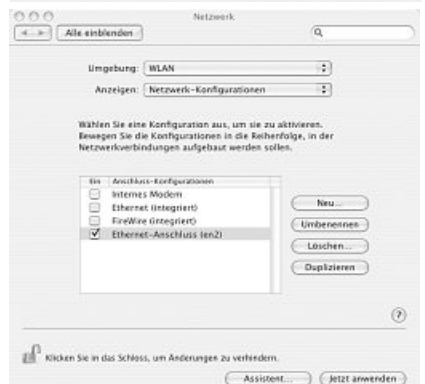 Netzwerk
Alle einblenden
Umgebung: WLAN
Anzeigen: Netzwerk-Konfigurationen
Wählen Sie eine Konfiguration aus, um sie zu aktivieren.
Bewegen Sie die Konfigurationen in die Reihenfolge, in der
Netzwerkverbindungen aufgebaut werden sollen.
Ein Anschluss-Konfigurationen
Internes Modem
Ethernet (integriert)
FireWire (integriert)
Ethernet-Anschluss (en2)
Neu...
Umbenennen
Löschen...
Duplizieren
?
Klicken Sie in das Schloss, um Änderungen zu verhindern.
Assistent... Jetzt anwenden